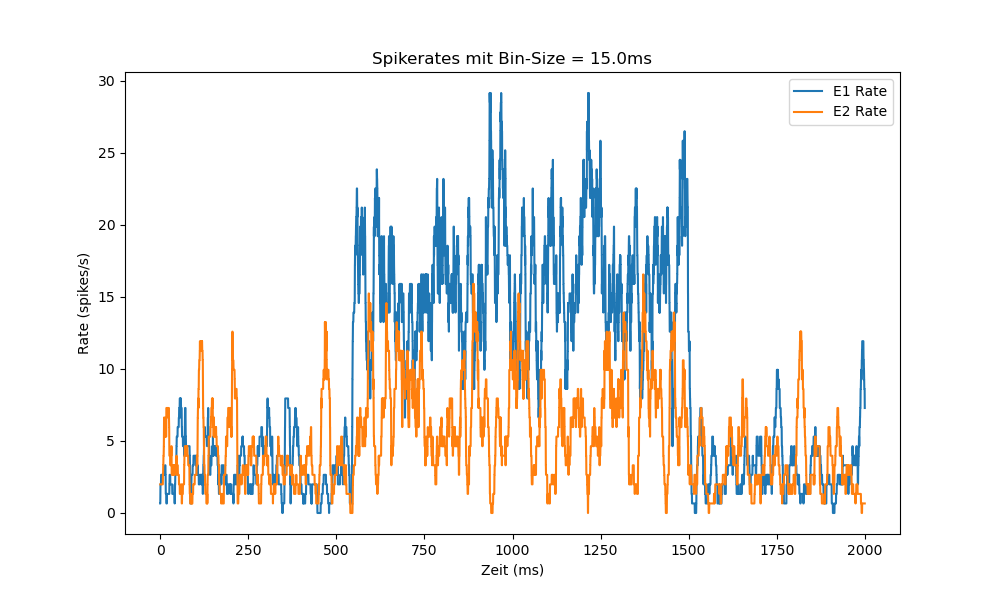 Spikerates mit Bin-Size = 15.0ms
E1 Rate
E2 Rate
30
25
20
15
10
5
0
Rate (spikes/s)
0 250 500 750 1000 1250 1500 1750 2000
Zeit (ms)